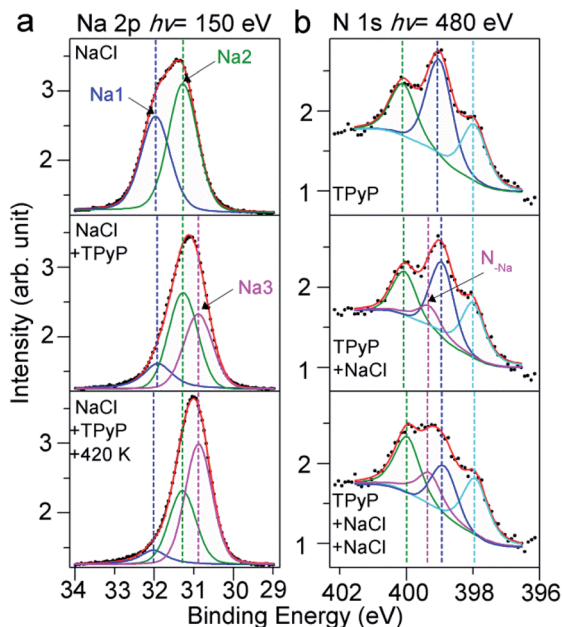 a
Na 2p hν= 150 eV
b
N 1s hν= 480 eV
NaCl
Na2
Na1
3
2
TPyP
2
1
NaCl
+TPyP
Na3
3
2
N-Na
TPyP
+NaCl
2
1
NaCl
+TPyP
+420 K
3
2
TPyP
+NaCl
+NaCl
2
1
Intensity (arb. unit)
34 33 32 31 30 29
402 400 398 396
Binding Energy (eV)